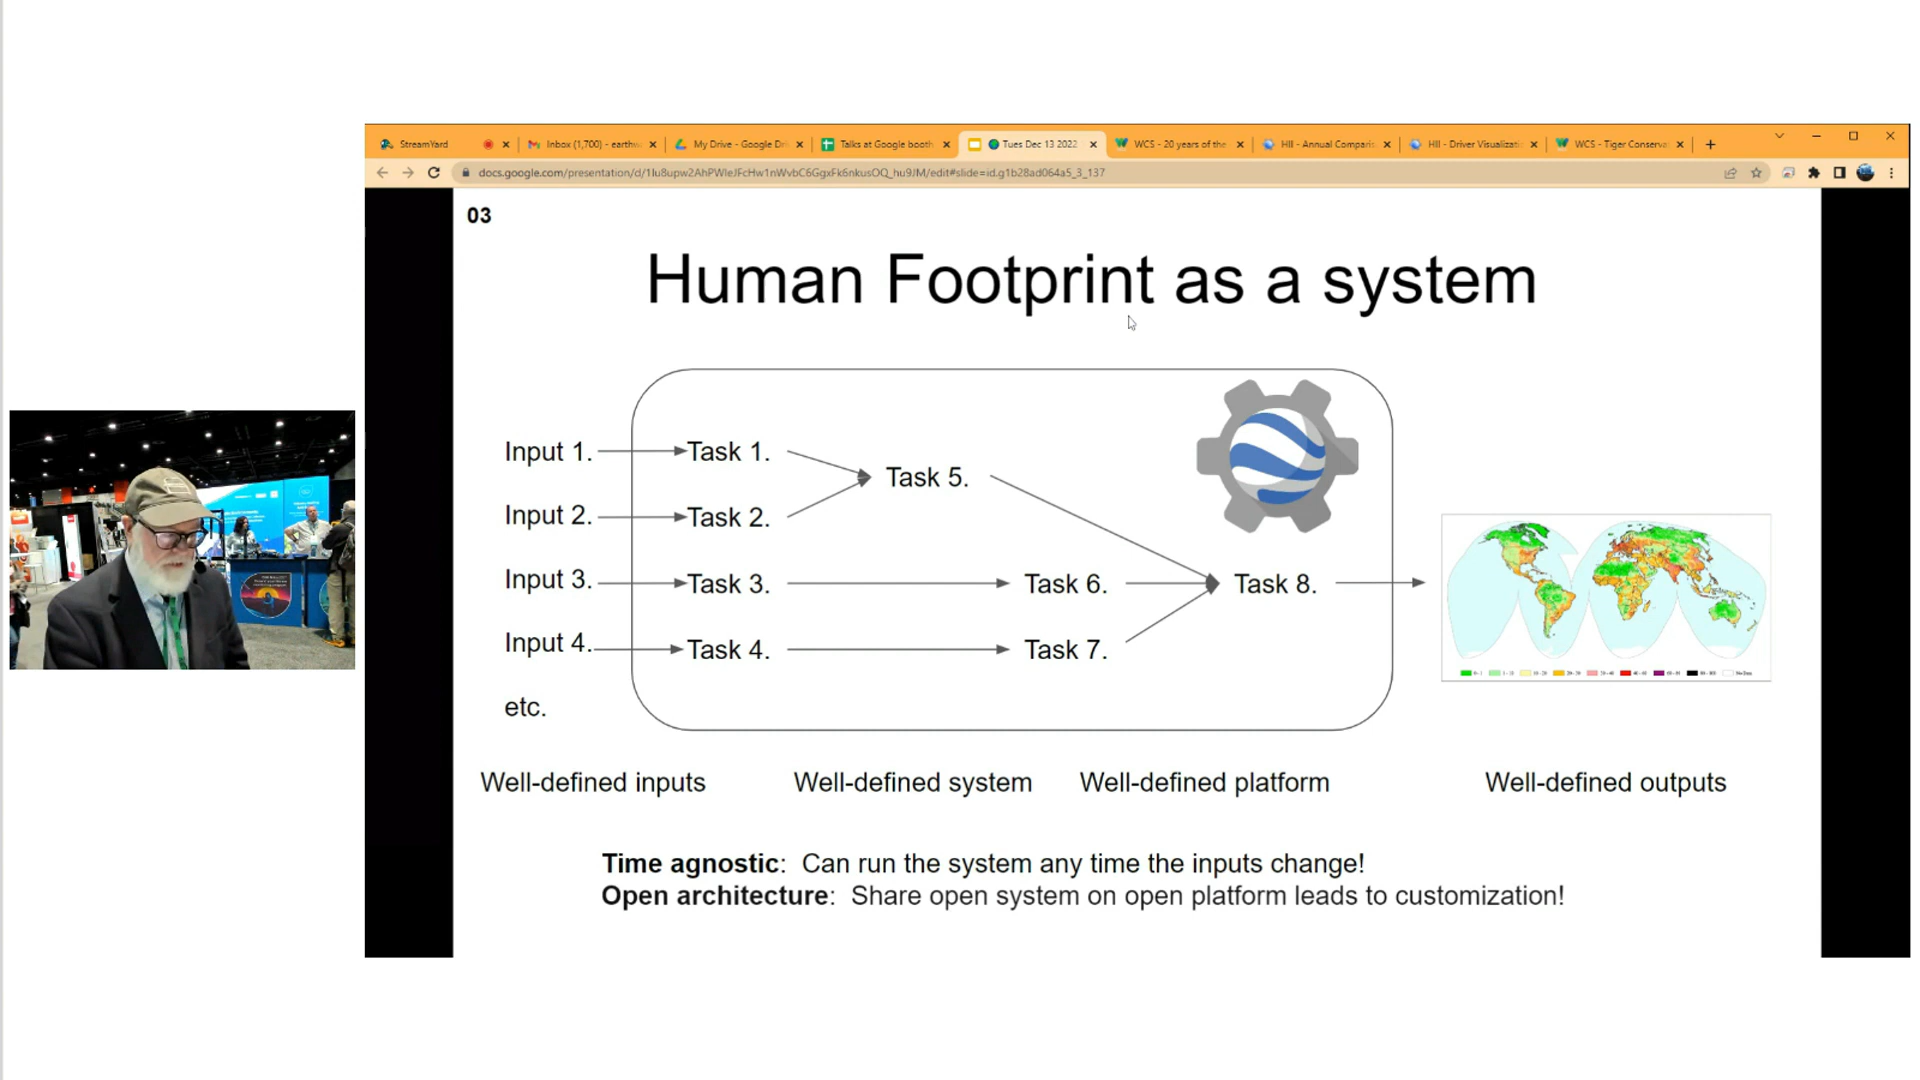 StreamYard
Inbox (1,700) - earthw
My Drive - Google Dri
Talks at Google booth
Tues Dec 13 2022
WCS - 20 years of the
HII - Annual Comparis
HII - Driver Visualizati
WCS - Tiger Conserva
docs.google.com/presentation/d/1Iu8upw2AhPWIeJFcHw1nWvbC6GgxFk6nkusOQ_hu9JM/edit#slide=id.g1b28ad064a5_3_137
03
Human Footprint as a system
Input 1.
Task 1.
Task 5.
Input 2.
Task 2.
Input 3.
Task 3.
Task 6.
Task 8.
Input 4.
Task 4.
Task 7.
etc.
Well-defined inputs
Well-defined system
Well-defined platform
Well-defined outputs
Time agnostic: Can run the system any time the inputs change!
Open architecture: Share open system on open platform leads to customization!